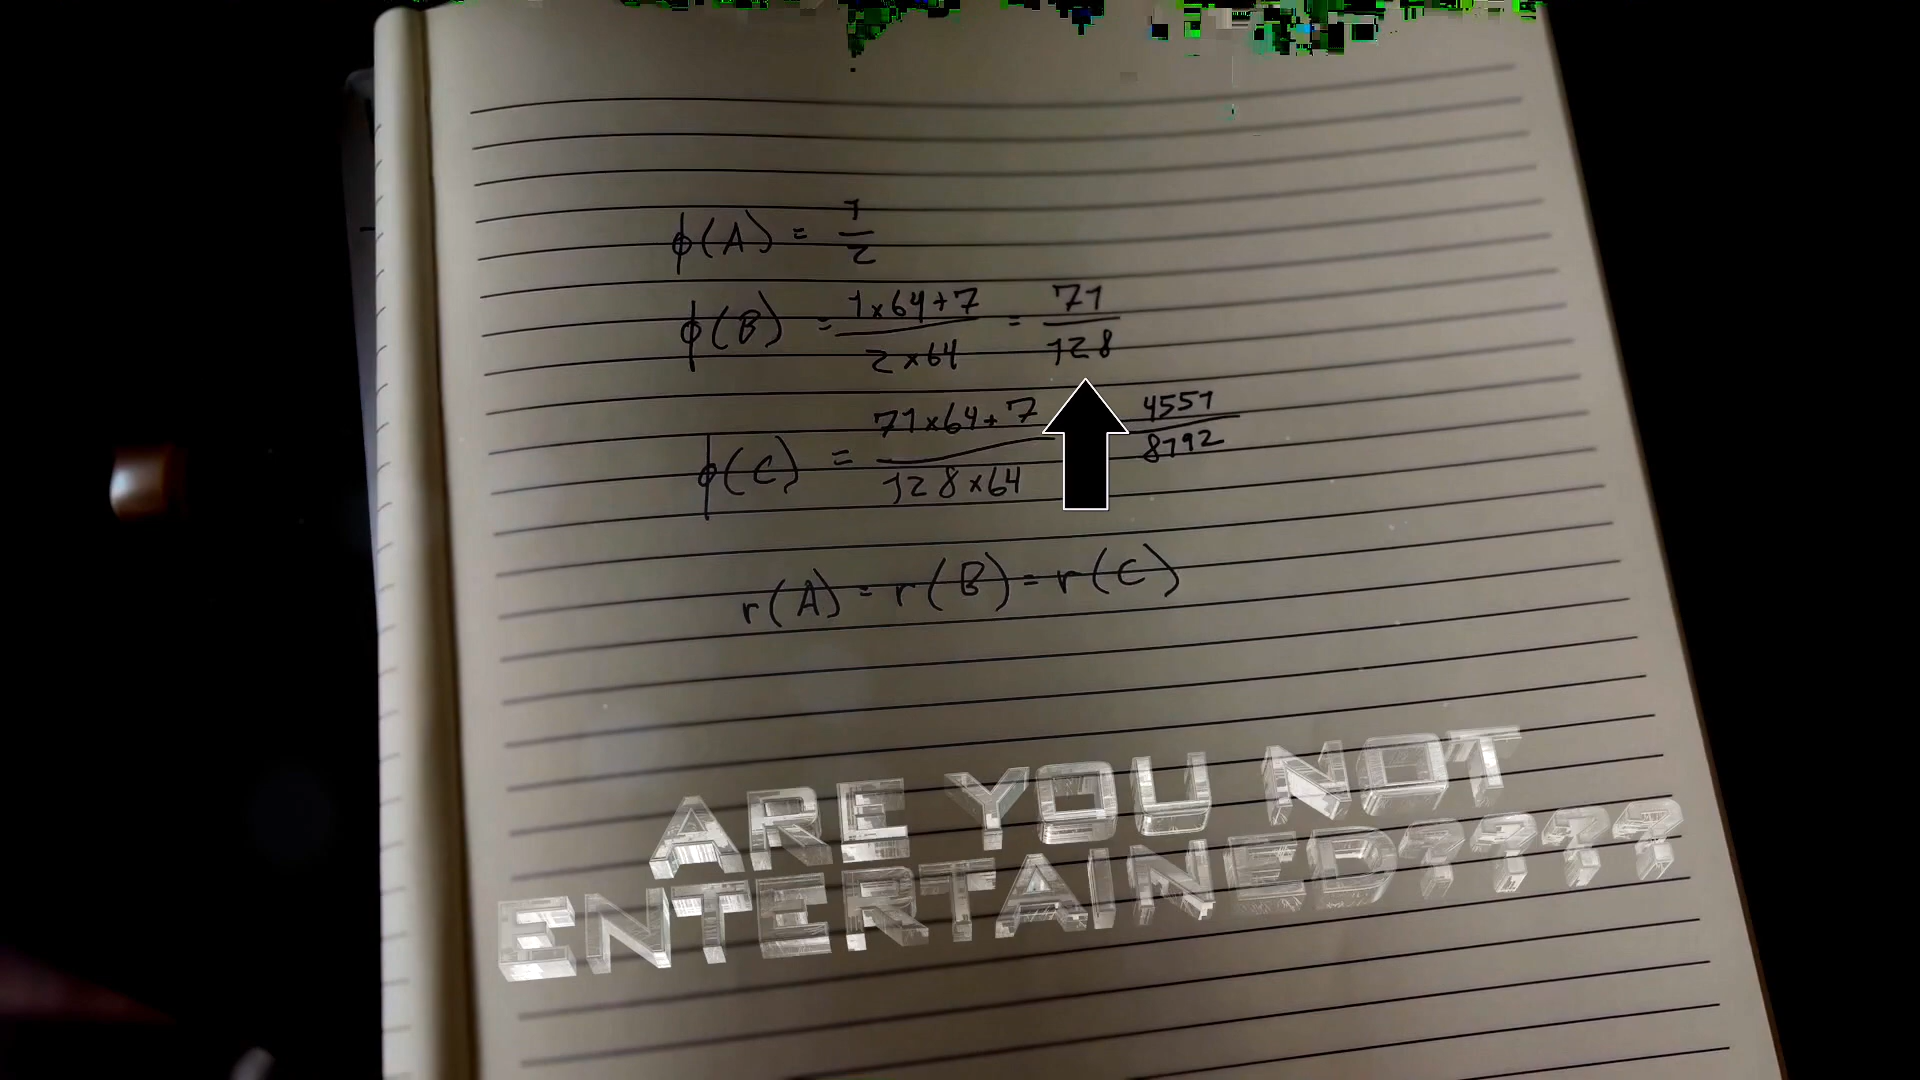 ϕ(A) = 1/2
ϕ(B) = 1×64+7 / 2×64 = 71/128
ϕ(C) = 71×64+7 / 128×64 4551/8192
r(A) = r(B) = r(C)
ARE YOU NOT
ENTERTAINED????